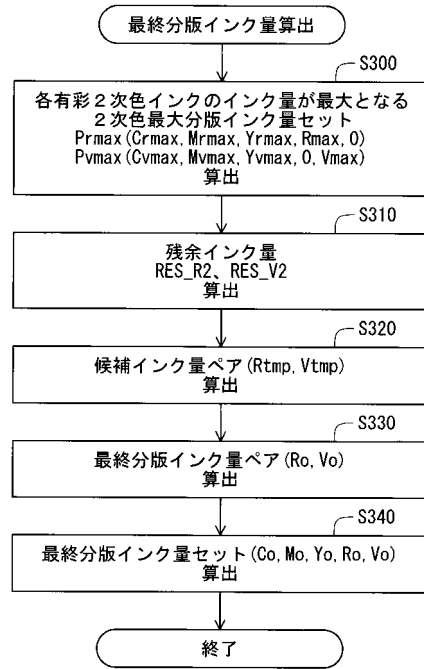 最終分版インク量算出
S300
各有彩2次色インクのインク量が最大となる
2次色最大分版インク量セット
Prmax(Crmax,Mrmax,Yrmax,Rmax,0)
Pvmax(Cvmax,Mvmax,Yvmax,0,Vmax)
算出
S310
残余インク量
RES_R2、RES_V2
算出
S320
候補インク量ペア(Rtmp,Vtmp)
算出
S330
最終分版インク量ペア(Ro,Vo)
算出
S340
最終分版インク量セット(Co,Mo,Yo,Ro,Vo)
算出
終了